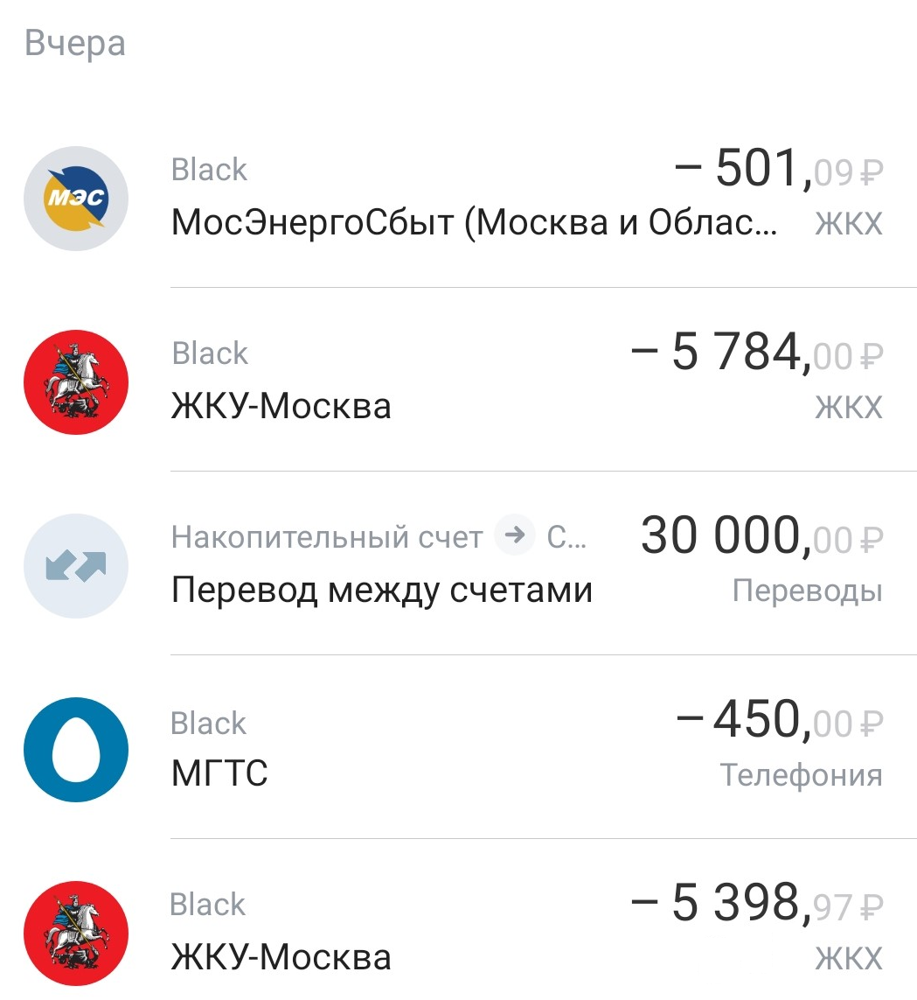 Вчера
Black – 501,09 ₽
МосЭнергоСбыт (Москва и Облас... ЖКХ
МЭС
Black – 5 784,00 ₽
ЖКУ-Москва ЖКХ
Накопительный счет → С... 30 000,00 ₽
Перевод между счетами Переводы
Black – 450,00 ₽
МГТС Телефония
Black – 5 398,97 ₽
ЖКУ-Москва ЖКХ